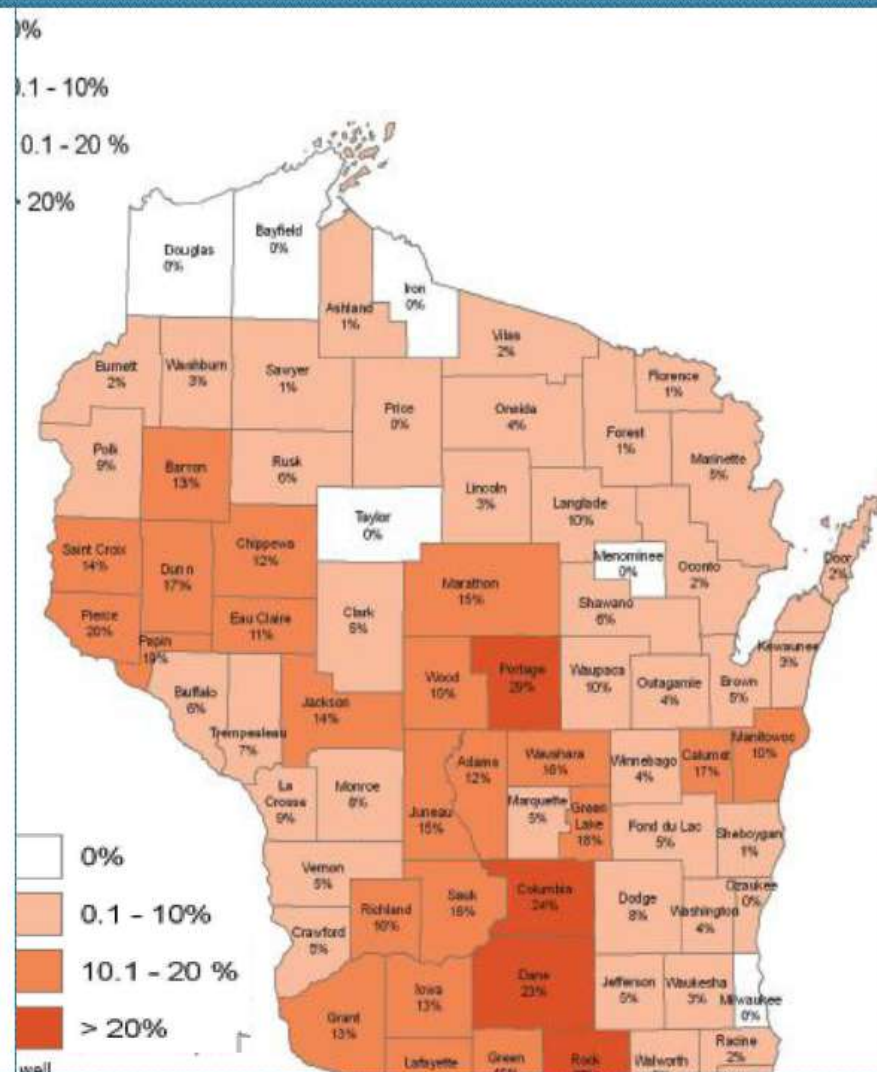 0%
0.1 - 10%
0.1 - 20 %
> 20%
Douglas
0%
Bayfield
0%
Ashland
1%
Iron
0%
Vilas
2%
Burnett
2%
Washburn
3%
Sawyer
1%
Price
0%
Oneida
4%
Florence
1%
Forest
1%
Marinette
5%
Polk
9%
Barron
13%
Rusk
6%
Lincoln
3%
Langlade
10%
Taylor
0%
Menominee
0%
Oconto
2%
Door
2%
Saint Croix
14%
Dunn
17%
Chippewa
12%
Marathon
15%
Clark
Shawano
6%
Pierce
20%
Pepin
Eau Claire
11%
Buffalo
6%
Trempealeau
7%
Jackson
14%
Wood
10%
Portage
Waupaca
10%
Outagamie
4%
Brown
5%
Kewaunee
3%
La
Crosse
9%
Monroe
8%
Juneau
15%
Adams
12%
Waushara
16%
Marquette
5%
Green
Lake
18%
Winnebago
4%
Calumet
17%
Manitowoc
10%
Fond du Lac
5%
Sheboygan
1%
Vernon
5%
Crawford
Richland
Sauk
Columbia
24%
Dodge
8%
Washington
4%
Ozaukee
0%
Grant
13%
Iowa
13%
Dane
23%
Jefferson
5%
Waukesha
3%
Milwaukee
0%
Lafayette
Green
Rock
Walworth
Racine
2%
0%
0.1 - 10%
10.1 - 20 %
> 20%
well